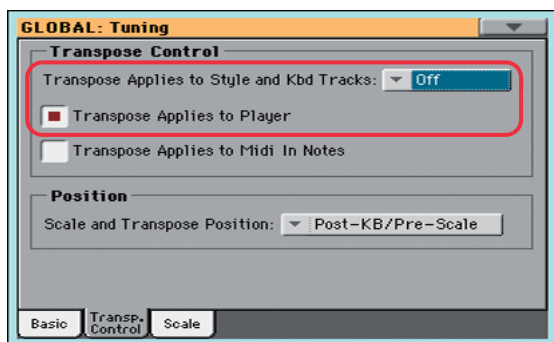 GLOBAL: Tuning
Transpose Control
Transpose Applies to Style and Kbd Tracks: Off
Transpose Applies to Player
Transpose Applies to Midi In Notes
Position
Scale and Transpose Position: Post-KB/Pre-Scale
Basic Transp. Control Scale